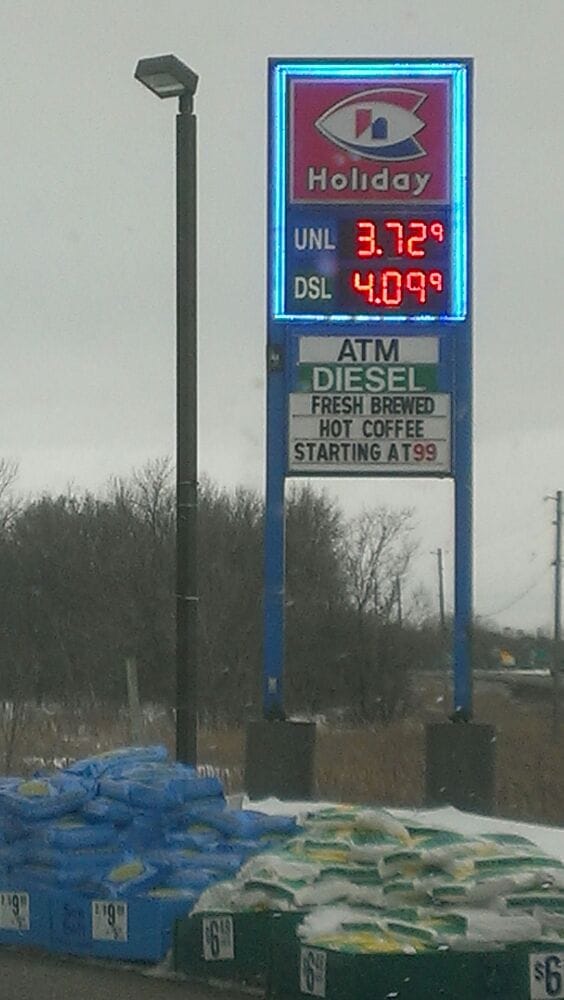 Holiday
UNL 3.72⁹
DSL 4.09⁹
ATM
DIESEL
FRESH BREWED
HOT COFFEE
STARTING AT 99